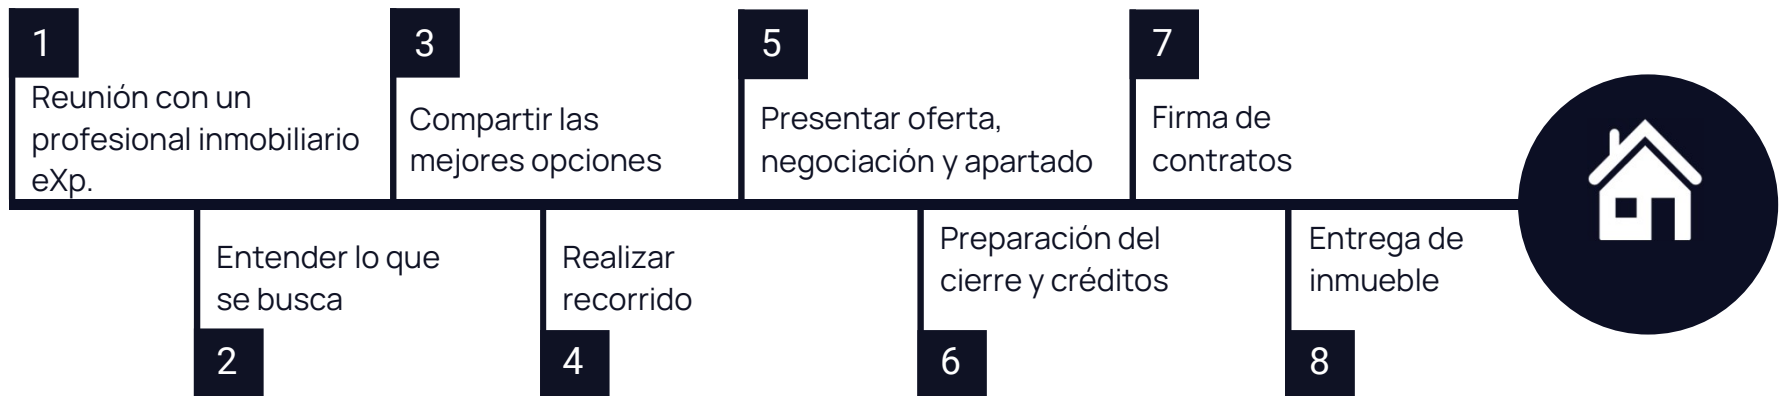 1
Reunión con un
profesional inmobiliario
eXp.
2
Entender lo que
se busca
3
Compartir las
mejores opciones
4
Realizar
recorrido
5
Presentar oferta,
negociación y apartado
6
Preparación del
cierre y créditos
7
Firma de
contratos
8
Entrega de
inmueble